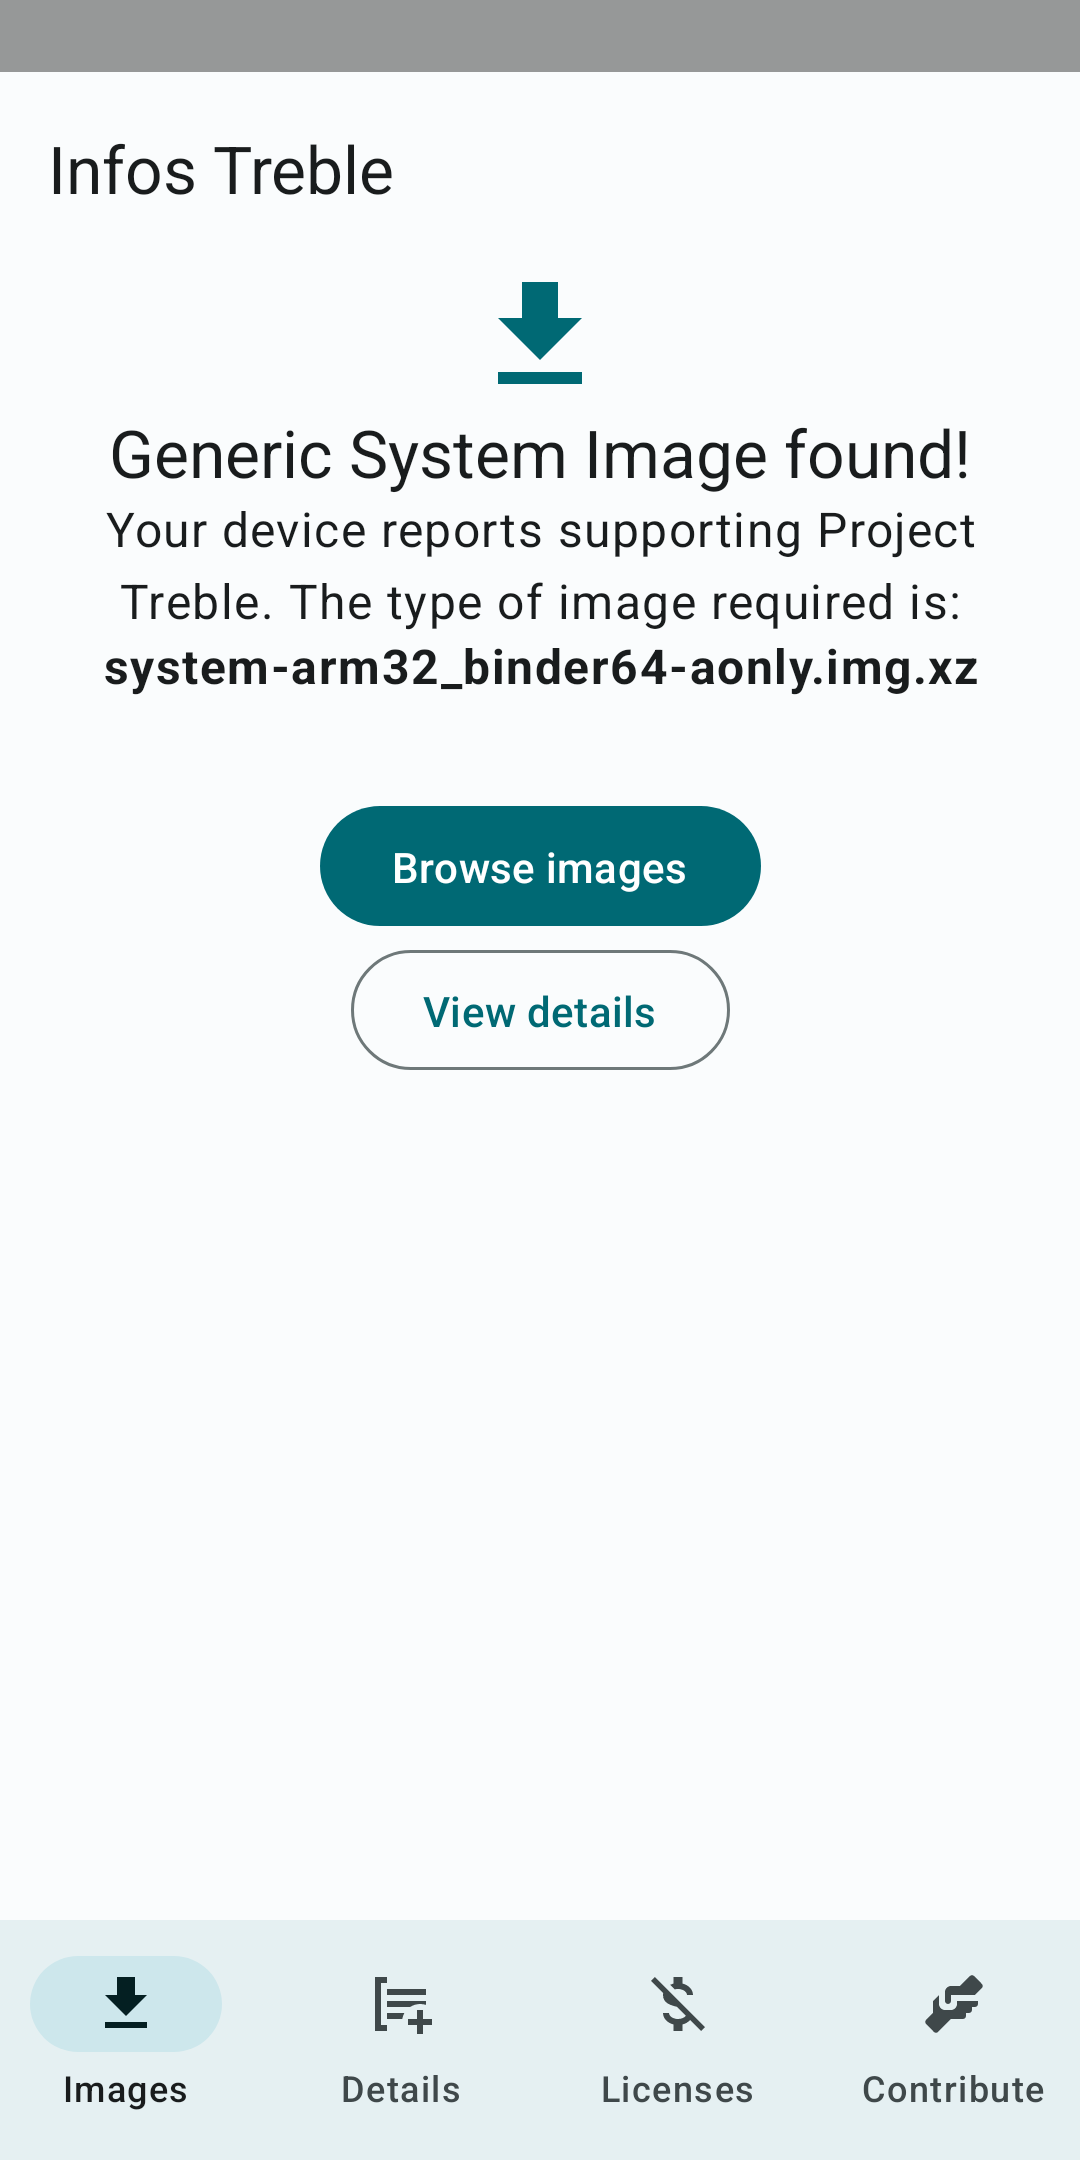 Infos Treble
Generic System Image found!
Your device reports supporting Project
Treble. The type of image required is:
system-arm32_binder64-aonly.img.xz
Browse images
View details
Images
Details
Licenses
Contribute